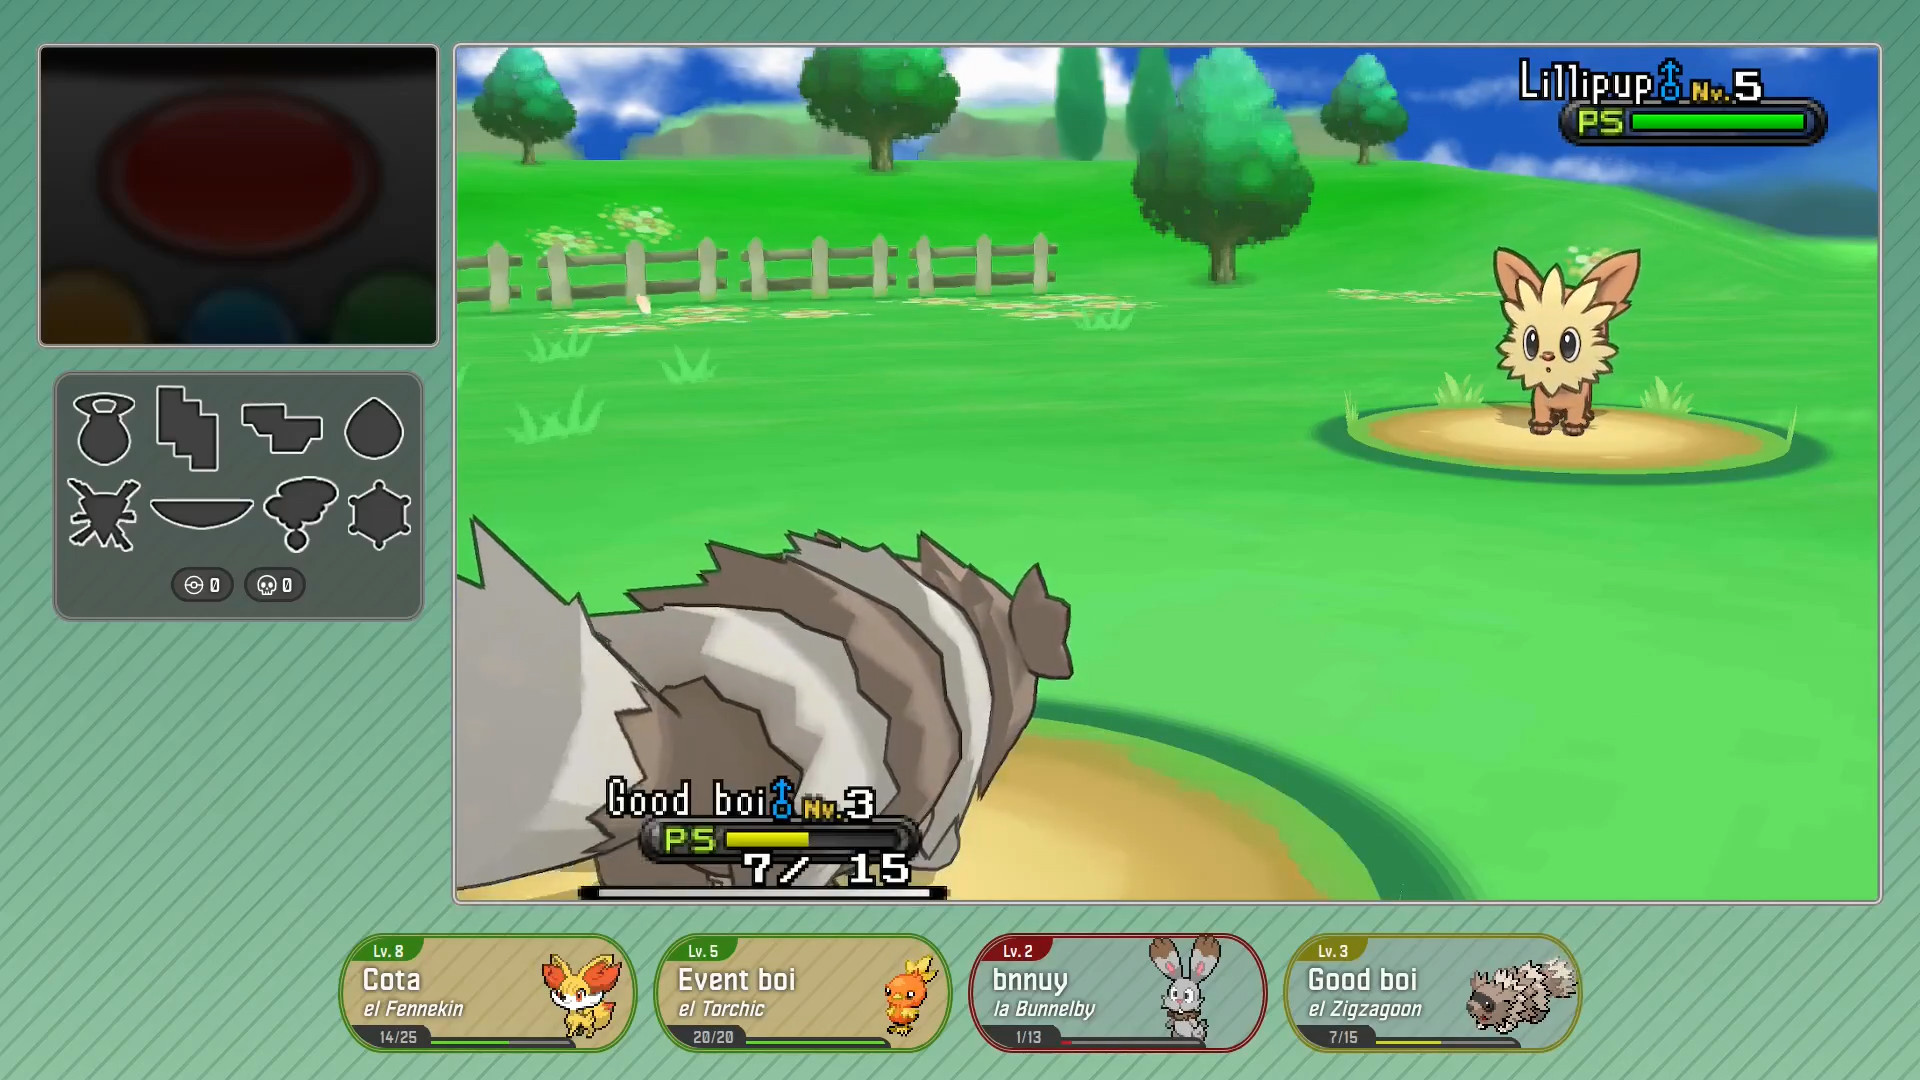 Lillipup♂ Nv.5
PS
0 0
Good boi♂ Nv.3
PS
7/ 15
Lv. 8
Cota
el Fennekin
14/25
Lv. 5
Event boi
el Torchic
20/20
Lv. 2
bnnuy
la Bunnelby
1/13
Lv. 3
Good boi
el Zigzagoon
7/15